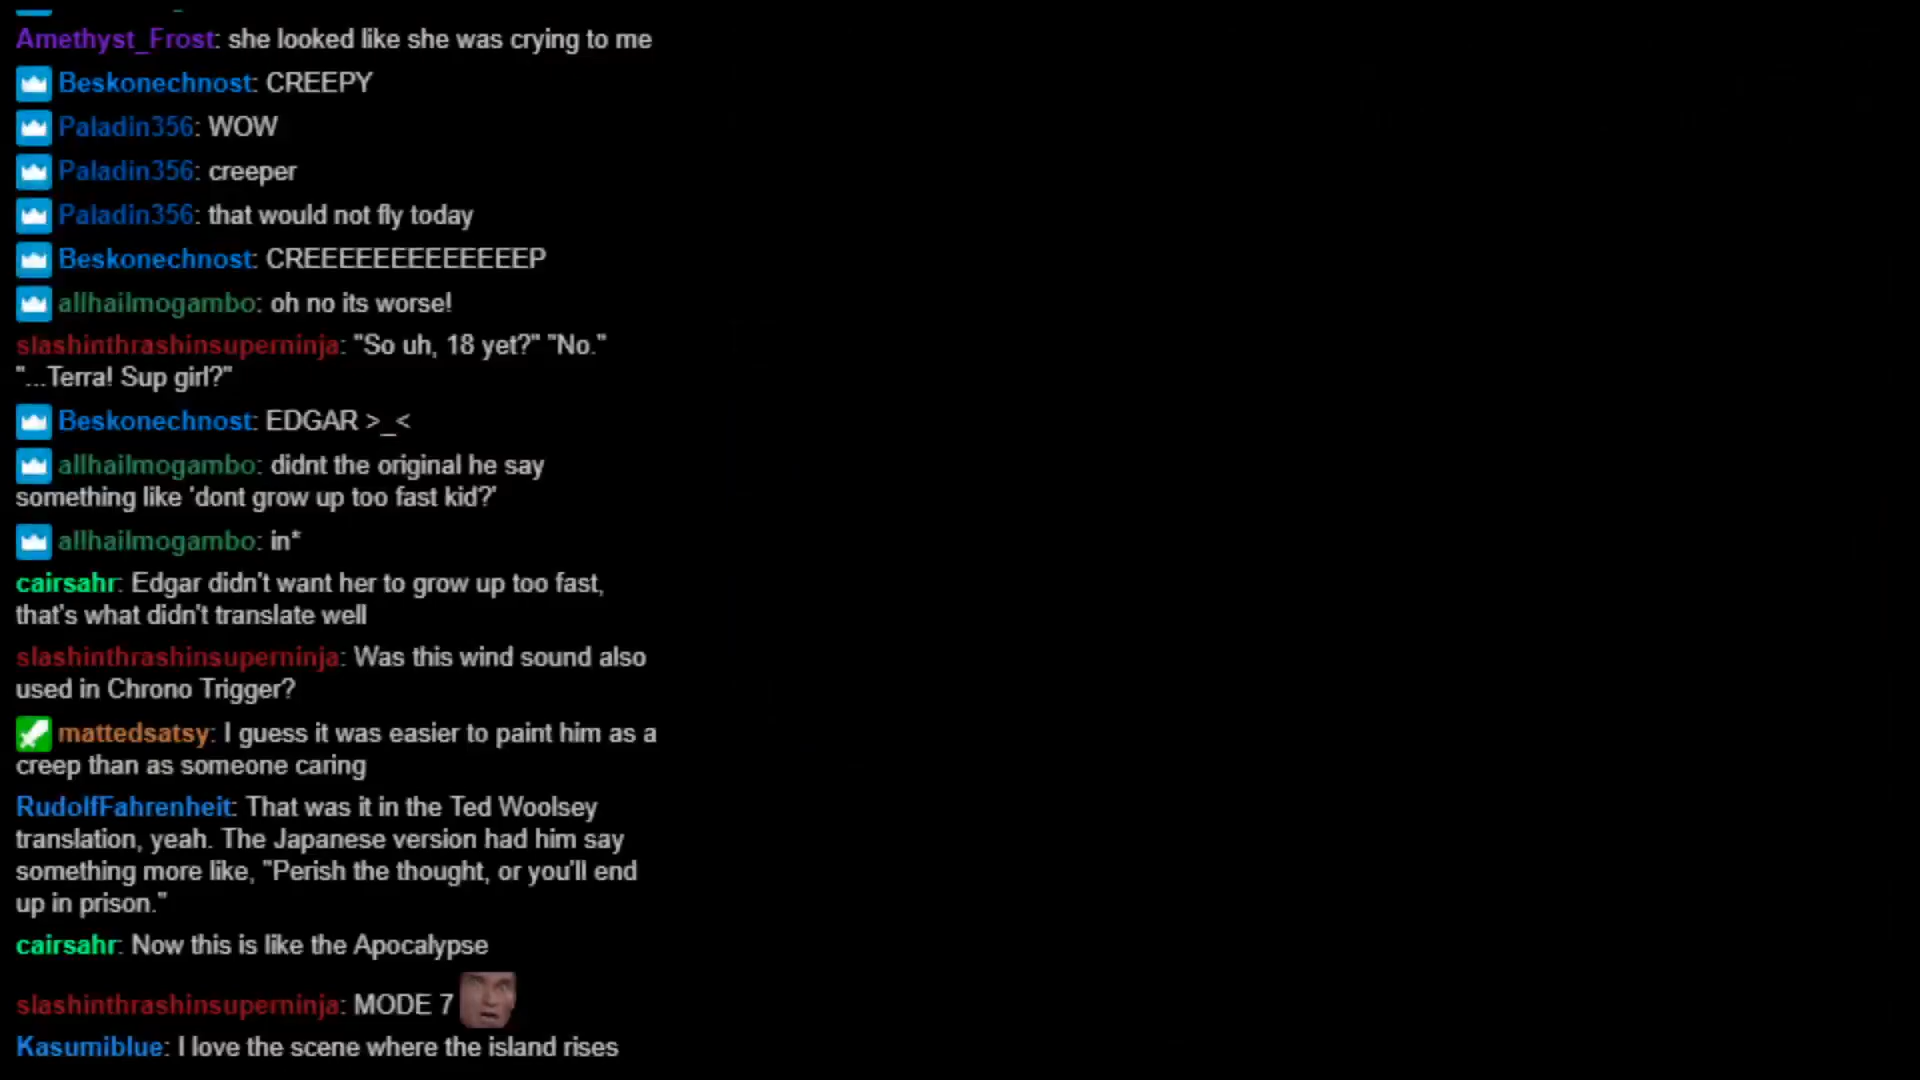 Amethyst_Frost: she looked like she was crying to me
Beskonechnost: CREEPY
Paladin356: WOW
Paladin356: creeper
Paladin356: that would not fly today
Beskonechnost: CREEEEEEEEEEEEEP
allhailmogambo: oh no its worse!
slashinthrashinsuperninja: "So uh, 18 yet?" "No."
"...Terra! Sup girl?"
Beskonechnost: EDGAR >_<
allhailmogambo: didnt the original he say
something like 'dont grow up too fast kid?'
allhailmogambo: in*
cairsahr: Edgar didn't want her to grow up too fast,
that's what didn't translate well
slashinthrashinsuperninja: Was this wind sound also
used in Chrono Trigger?
mattedsatsy: I guess it was easier to paint him as a
creep than as someone caring
RudolfFahrenheit: That was it in the Ted Woolsey
translation, yeah. The Japanese version had him say
something more like, "Perish the thought, or you'll end
up in prison."
cairsahr: Now this is like the Apocalypse
slashinthrashinsuperninja: MODE 7
Kasumiblue: I love the scene where the island rises